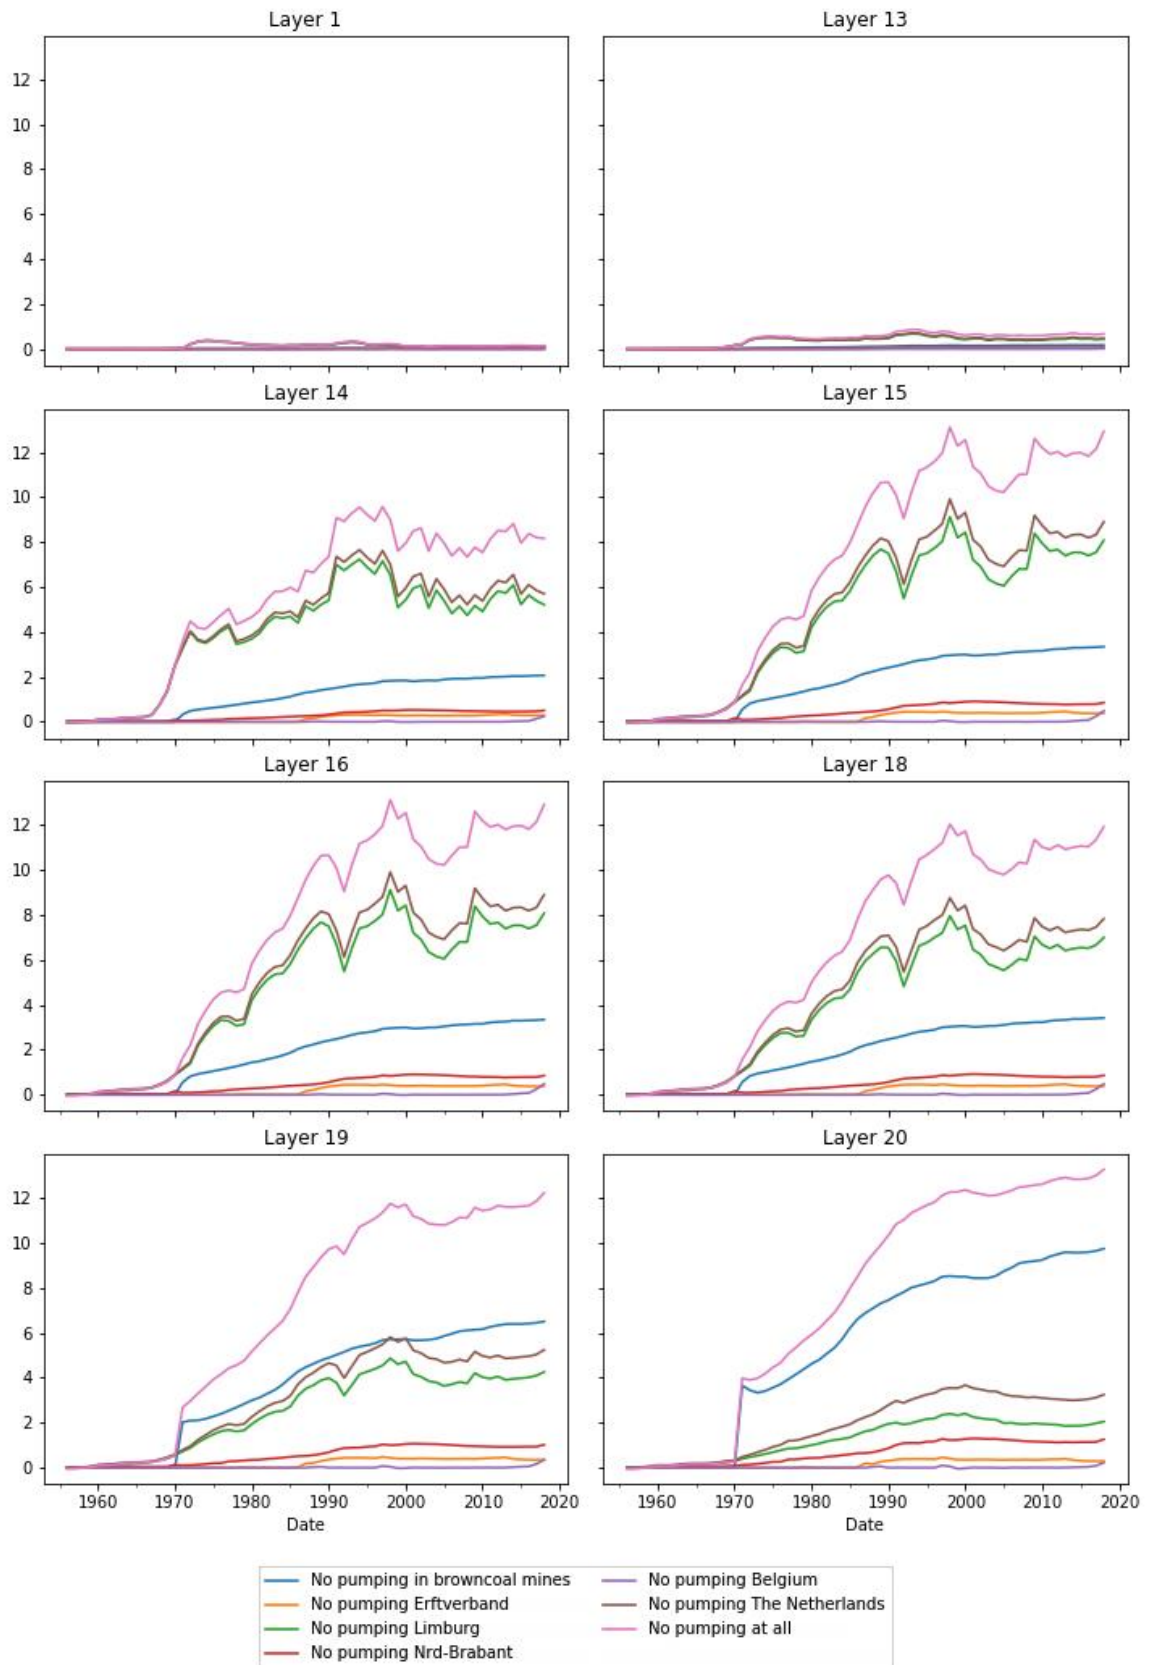 Layer 1
Layer 13
12
10
8
6
4
2
0
Layer 14
Layer 15
12
10
8
6
4
2
0
Layer 16
Layer 18
12
10
8
6
4
2
0
Layer 19
Layer 20
12
10
8
6
4
2
0
1960 1970 1980 1990 2000 2010 2020
1960 1970 1980 1990 2000 2010 2020
Date
Date
No pumping in browncoal mines
No pumping Erftverband
No pumping Limburg
No pumping Nrd-Brabant
No pumping Belgium
No pumping The Netherlands
No pumping at all